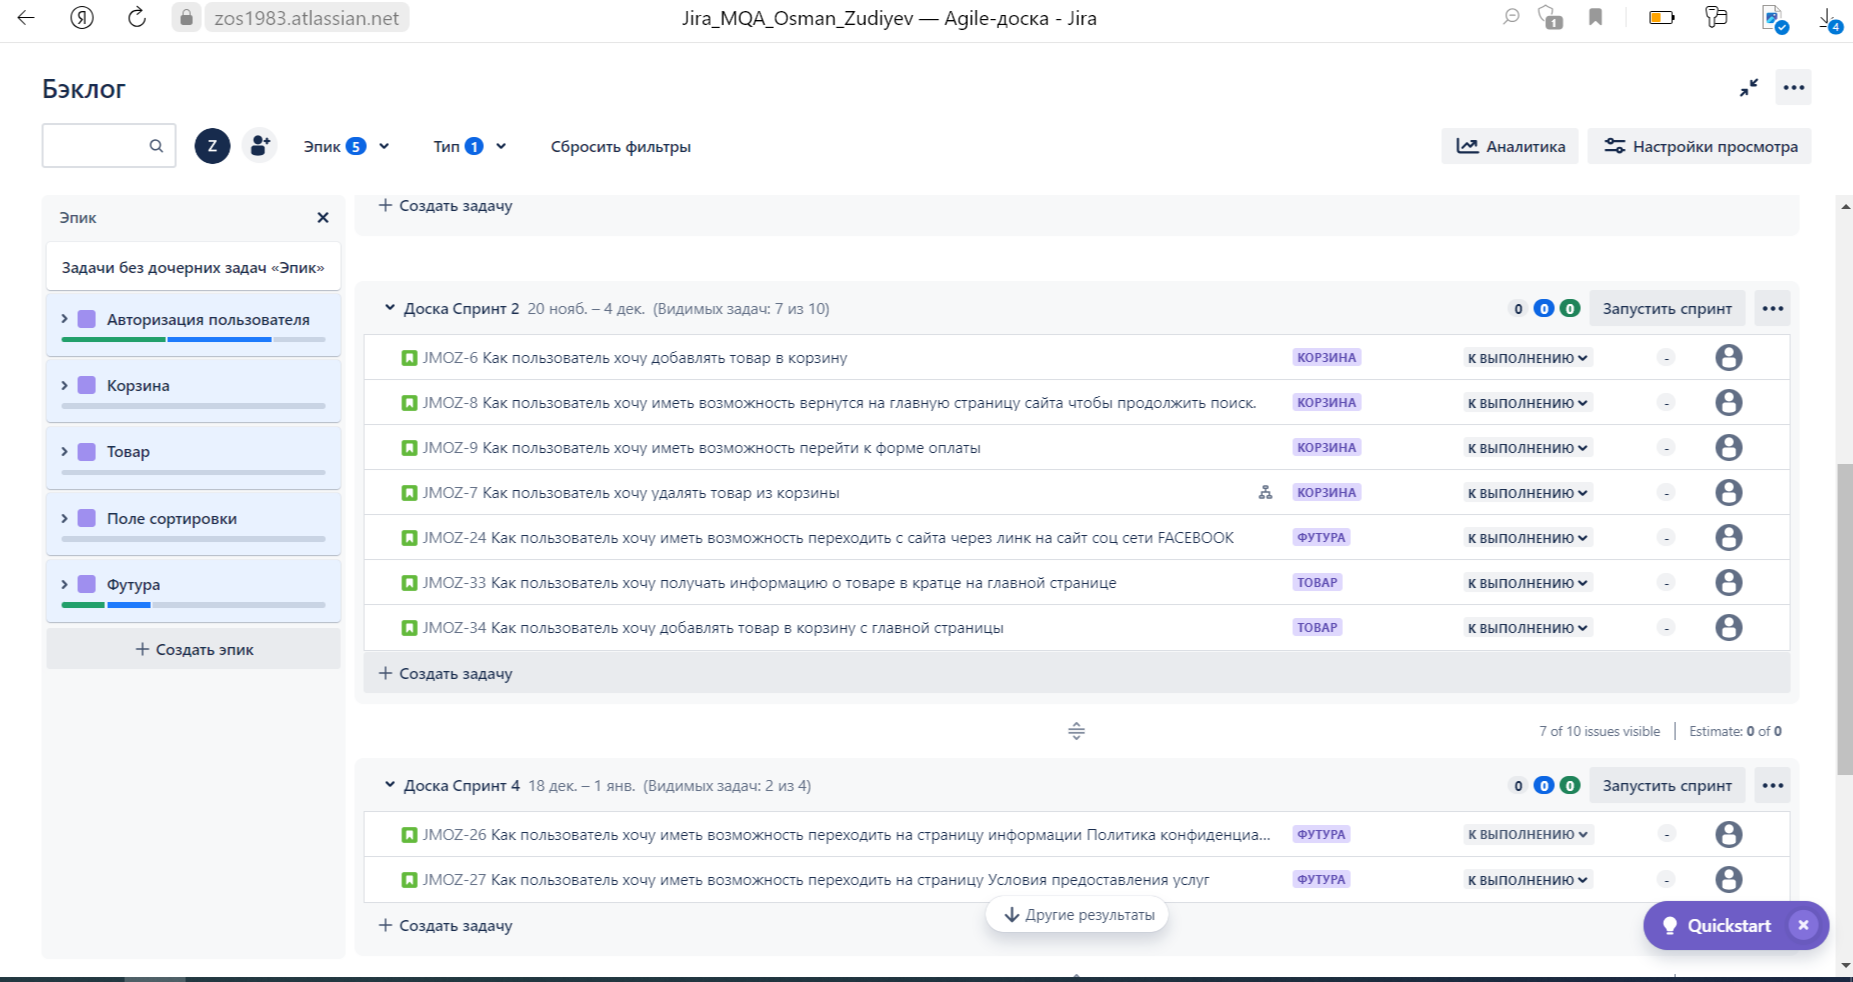 Я zos1983.atlassian.net Jira_MQA_Osman_Zudiyev — Agile-доска - Jira 1 4
Бэклог
Z Эпик 5 Тип 1 Сбросить фильтры Аналитика Настройки просмотра
Эпик
Задачи без дочерних задач «Эпик»
Авторизация пользователя
Корзина
Товар
Поле сортировки
Футура
+ Создать эпик
+ Создать задачу
Доска Спринт 2 20 нояб. – 4 дек. (Видимых задач: 7 из 10) 0 0 0 Запустить спринт
JMOZ-6 Как пользователь хочу добавлять товар в корзину КОРЗИНА К ВЫПОЛНЕНИЮ -
JMOZ-8 Как пользователь хочу иметь возможность вернутся на главную страницу сайта чтобы продолжить поиск. КОРЗИНА К ВЫПОЛНЕНИЮ -
JMOZ-9 Как пользователь хочу иметь возможность перейти к форме оплаты КОРЗИНА К ВЫПОЛНЕНИЮ -
JMOZ-7 Как пользователь хочу удалять товар из корзины КОРЗИНА К ВЫПОЛНЕНИЮ -
JMOZ-24 Как пользователь хочу иметь возможность переходить с сайта через линк на сайт соц сети FACEBOOK ФУТУРА К ВЫПОЛНЕНИЮ -
JMOZ-33 Как пользователь хочу получать информацию о товаре в кратце на главной странице ТОВАР К ВЫПОЛНЕНИЮ -
JMOZ-34 Как пользователь хочу добавлять товар в корзину с главной страницы ТОВАР К ВЫПОЛНЕНИЮ -
+ Создать задачу
7 of 10 issues visible Estimate: 0 of 0
Доска Спринт 4 18 дек. – 1 янв. (Видимых задач: 2 из 4) 0 0 0 Запустить спринт
JMOZ-26 Как пользователь хочу иметь возможность переходить на страницу информации Политика конфиденциа... ФУТУРА К ВЫПОЛНЕНИЮ -
JMOZ-27 Как пользователь хочу иметь возможность переходить на страницу Условия предоставления услуг ФУТУРА К ВЫПОЛНЕНИЮ -
Другие результаты
+ Создать задачу
Quickstart